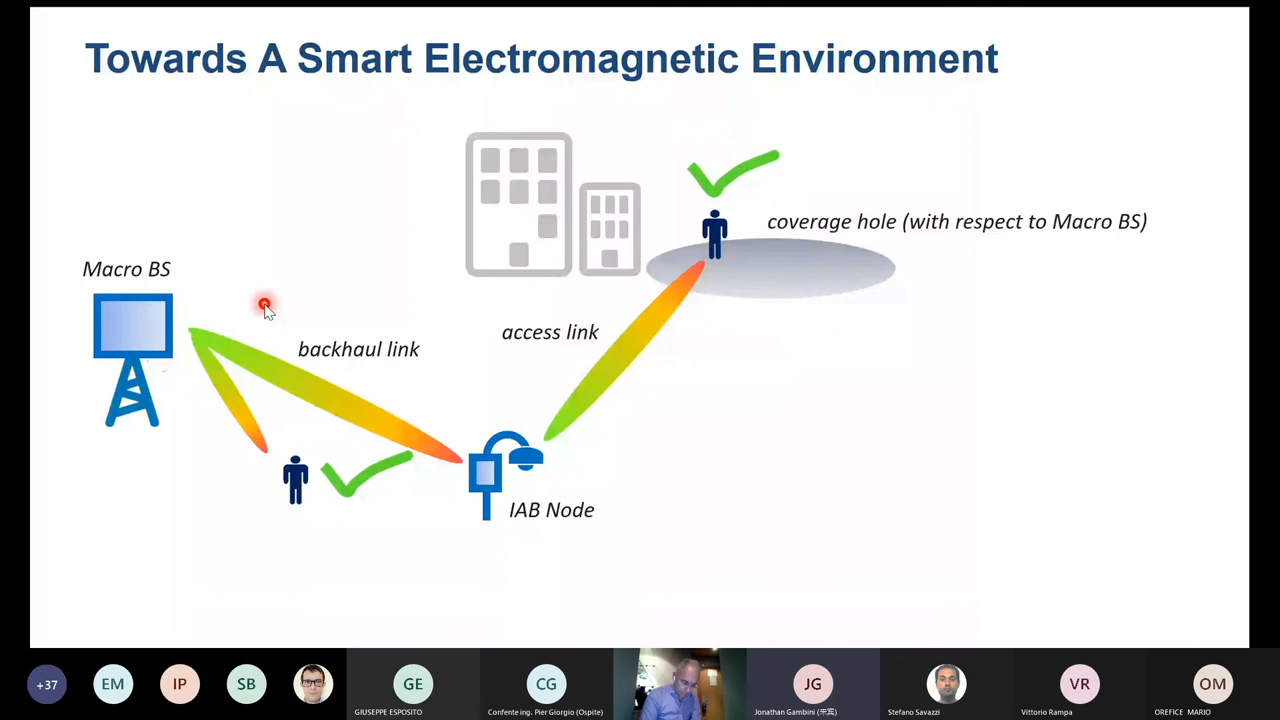 Towards A Smart Electromagnetic Environment
coverage hole (with respect to Macro BS)
Macro BS
access link
backhaul link
IAB Node
+37
EM
IP
SB
GE
CG
JG
VR
OM
GIUSEPPE ESPOSITO
Confente ing. Pier Giorgio (Ospite)
Jonathan Gambini (宋宾)
Stefano Savazzi
Vittorio Rampa
OREFICE MARIO